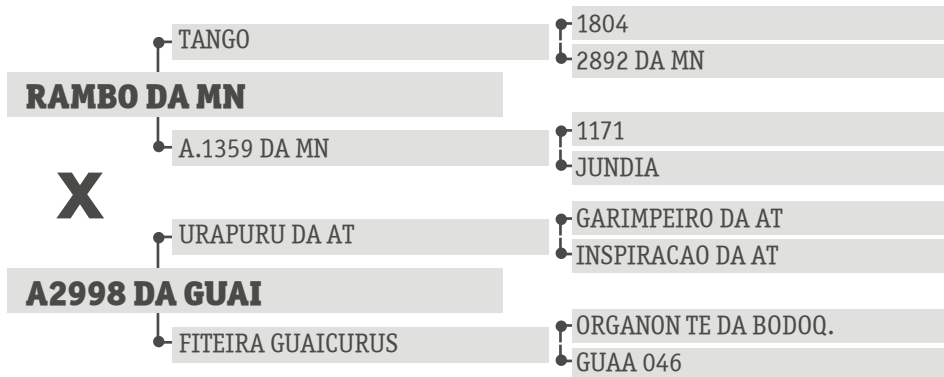 TANGO
1804
2892 DA MN
RAMBO DA MN
A.1359 DA MN
1171
JUNDIA
X
URAPURU DA AT
GARIMPEIRO DA AT
INSPIRACAO DA AT
A2998 DA GUAI
FITEIRA GUAICURUS
ORGANON TE DA BODOQ.
GUAA 046